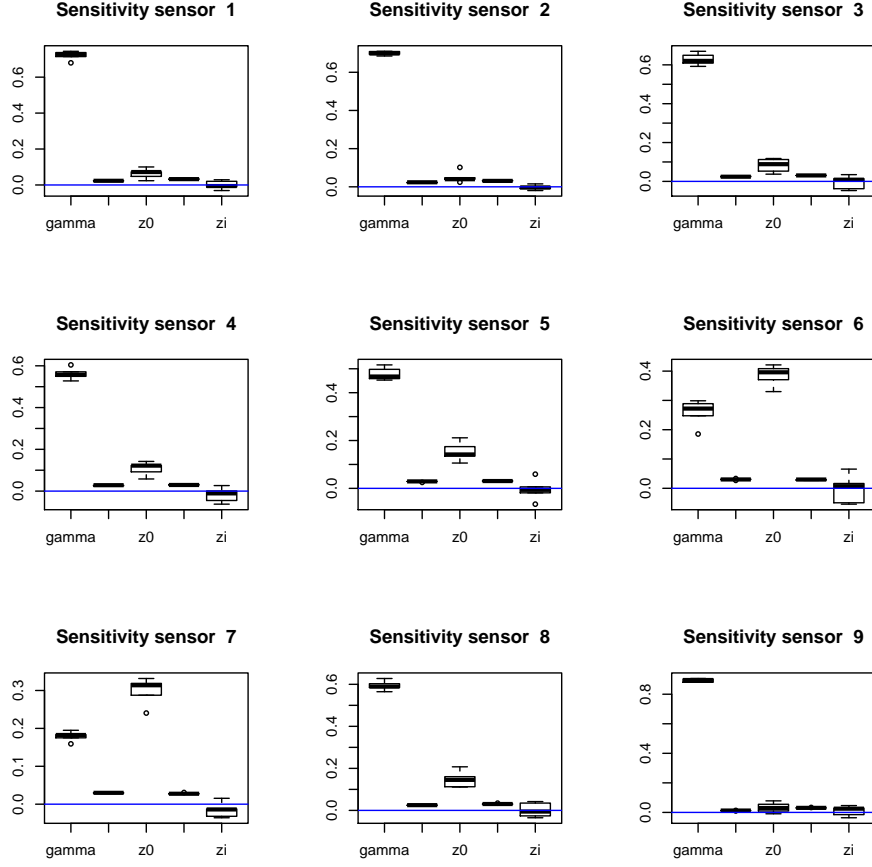 Sensitivity sensor 1
0.6
0.4
0.2
0.0
gamma z0 zi
Sensitivity sensor 2
0.6
0.4
0.2
0.0
gamma z0 zi
Sensitivity sensor 3
0.6
0.4
0.2
0.0
gamma z0 zi
Sensitivity sensor 4
0.6
0.4
0.2
0.0
gamma z0 zi
Sensitivity sensor 5
0.4
0.2
0.0
gamma z0 zi
Sensitivity sensor 6
0.4
0.2
0.0
gamma z0 zi
Sensitivity sensor 7
0.3
0.2
0.1
0.0
gamma z0 zi
Sensitivity sensor 8
0.6
0.4
0.2
0.0
gamma z0 zi
Sensitivity sensor 9
0.8
0.4
0.0
gamma z0 zi